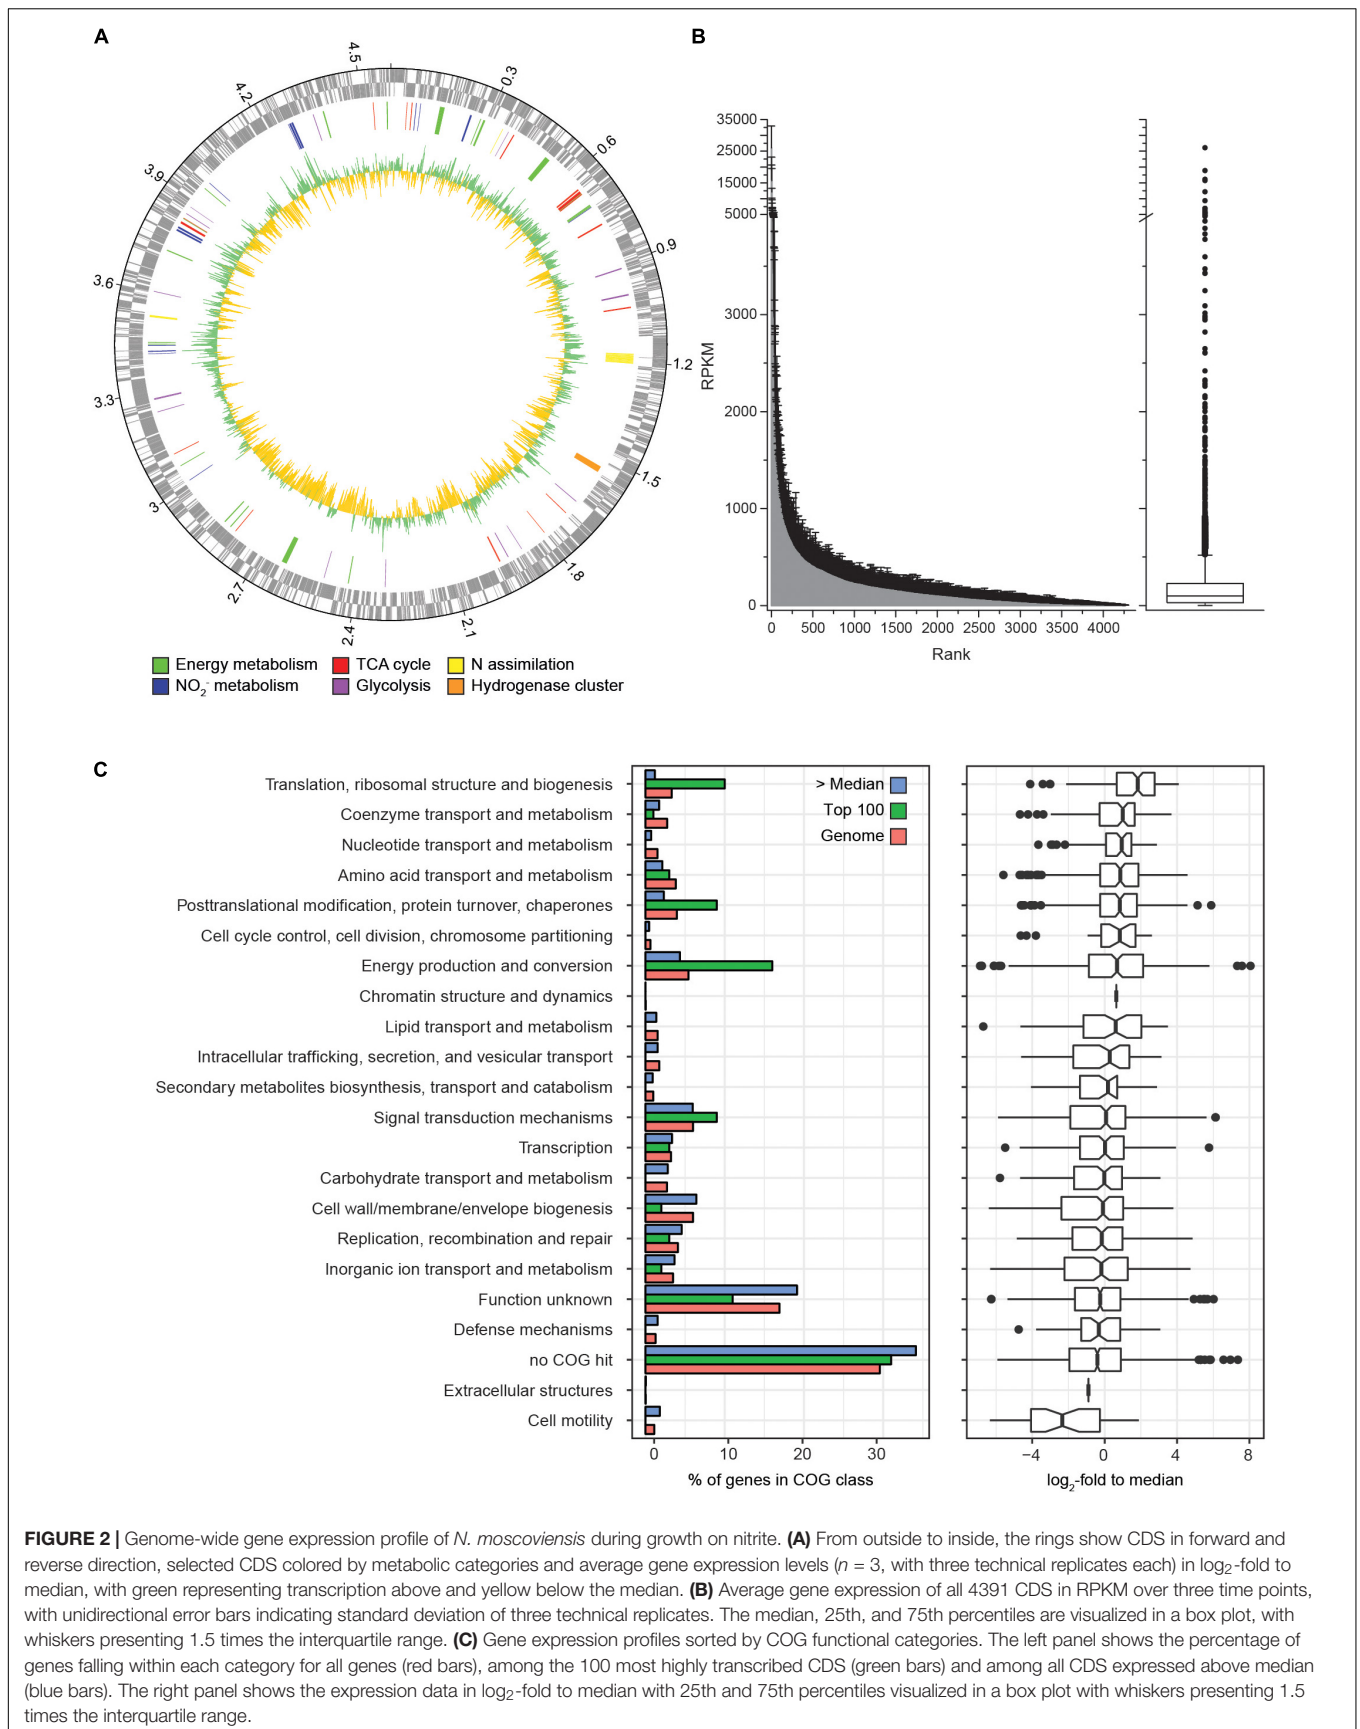 A
B
4.5
0.3
4.2
0.6
3.9
0.9
3.6
1.2
3.3
1.5
3
1.8
2.7
2.4
2.1
Energy metabolism
TCA cycle
N assimilation
NO2- metabolism
Glycolysis
Hydrogenase cluster
35000
25000
15000
5000
3000
2000
1000
0
RPKM
0 500 1000 1500 2000 2500 3000 3500 4000
Rank
C
Translation, ribosomal structure and biogenesis
Coenzyme transport and metabolism
Nucleotide transport and metabolism
Amino acid transport and metabolism
Posttranslational modification, protein turnover, chaperones
Cell cycle control, cell division, chromosome partitioning
Energy production and conversion
Chromatin structure and dynamics
Lipid transport and metabolism
Intracellular trafficking, secretion, and vesicular transport
Secondary metabolites biosynthesis, transport and catabolism
Signal transduction mechanisms
Transcription
Carbohydrate transport and metabolism
Cell wall/membrane/envelope biogenesis
Replication, recombination and repair
Inorganic ion transport and metabolism
Function unknown
Defense mechanisms
no COG hit
Extracellular structures
Cell motility
> Median
Top 100
Genome
0 10 20 30
% of genes in COG class
−4 0 4 8
log2-fold to median
FIGURE 2 | Genome-wide gene expression profile of N. moscoviensis during growth on nitrite. (A) From outside to inside, the rings show CDS in forward and
reverse direction, selected CDS colored by metabolic categories and average gene expression levels (n = 3, with three technical replicates each) in log2-fold to
median, with green representing transcription above and yellow below the median. (B) Average gene expression of all 4391 CDS in RPKM over three time points,
with unidirectional error bars indicating standard deviation of three technical replicates. The median, 25th, and 75th percentiles are visualized in a box plot, with
whiskers presenting 1.5 times the interquartile range. (C) Gene expression profiles sorted by COG functional categories. The left panel shows the percentage of
genes falling within each category for all genes (red bars), among the 100 most highly transcribed CDS (green bars) and among all CDS expressed above median
(blue bars). The right panel shows the expression data in log2-fold to median with 25th and 75th percentiles visualized in a box plot with whiskers presenting 1.5
times the interquartile range.